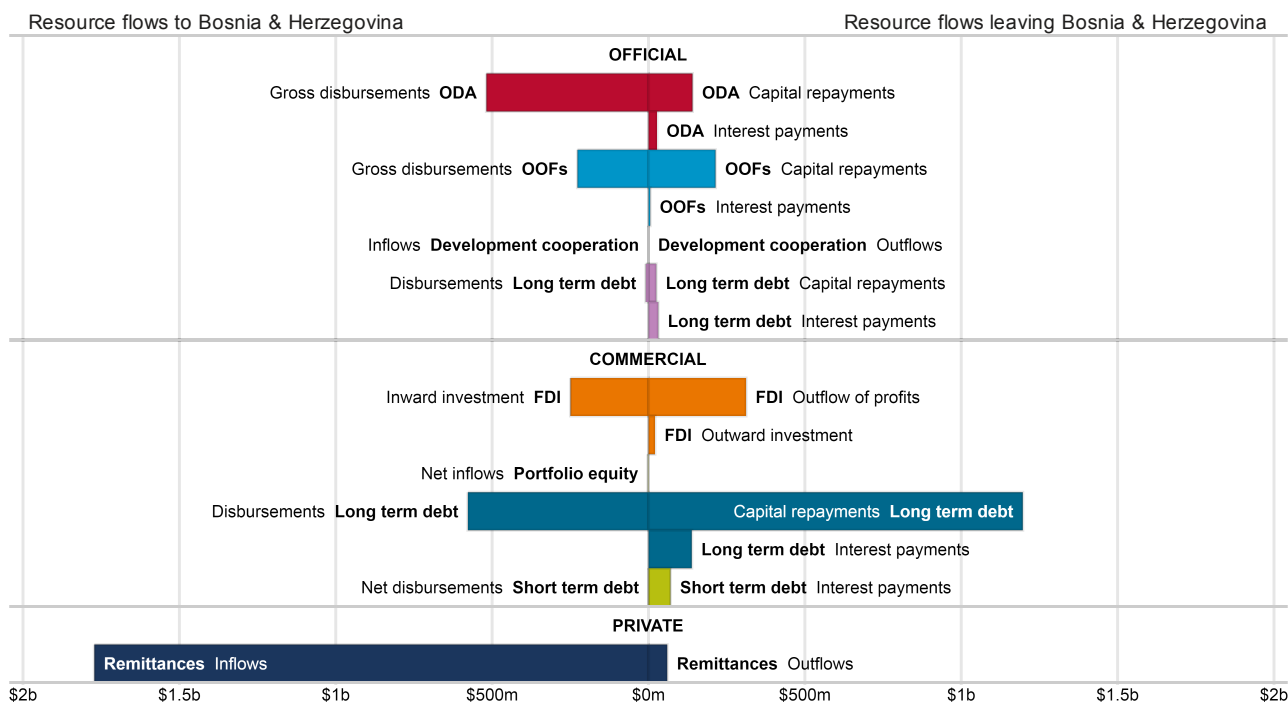 Resource flows to Bosnia & Herzegovina Resource flows leaving Bosnia & Herzegovina
OFFICIAL
Gross disbursements ODA ODA Capital repayments
ODA Interest payments
Gross disbursements OOFs OOFs Capital repayments
OOFs Interest payments
Inflows Development cooperation Development cooperation Outflows
Disbursements Long term debt Long term debt Capital repayments
Long term debt Interest payments
COMMERCIAL
Inward investment FDI FDI Outflow of profits
FDI Outward investment
Net inflows Portfolio equity
Disbursements Long term debt Capital repayments Long term debt
Long term debt Interest payments
Net disbursements Short term debt Short term debt Interest payments
PRIVATE
Remittances Inflows Remittances Outflows
$2b $1.5b $1b $500m $0m $500m $1b $1.5b $2b